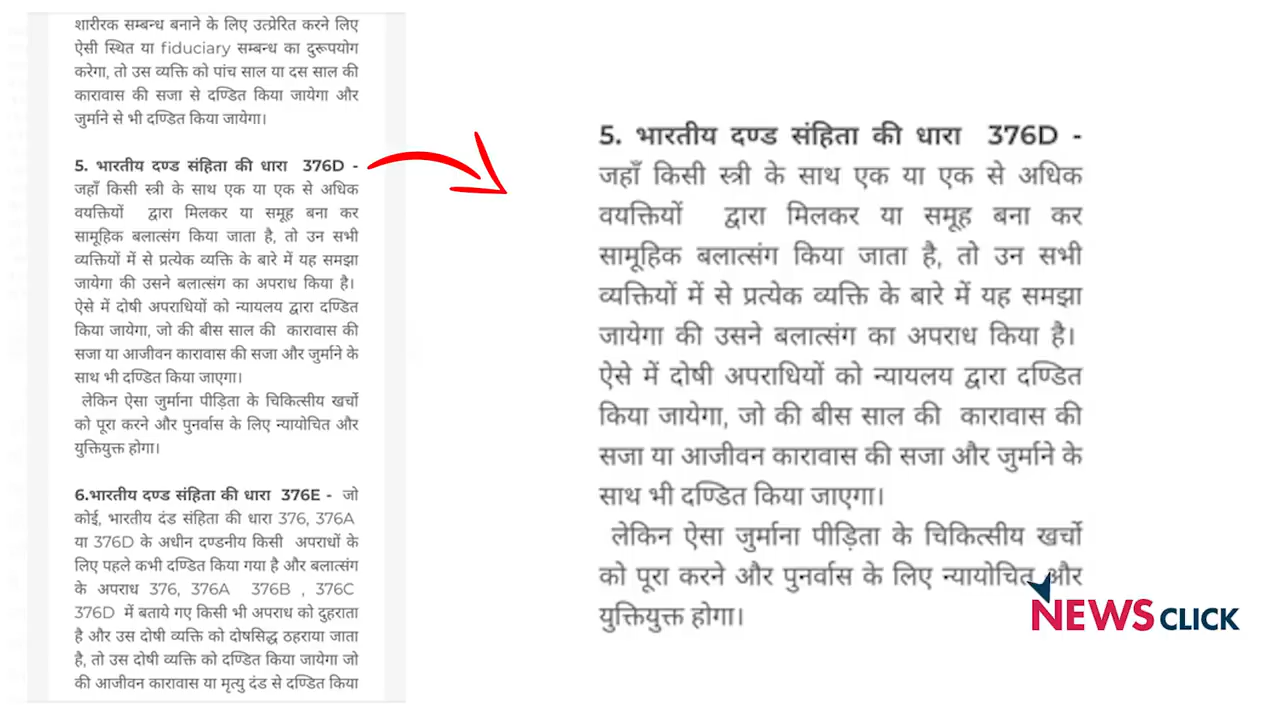 शारीरक सम्बन्ध बनाने के लिए उत्प्रेरित करने लिए
ऐसी स्थित या fiduciary सम्बन्ध का दुरूपयोग
करेगा, तो उस व्यक्ति को पांच साल या दस साल की
कारावास की सजा से दण्डित किया जायेगा और
जुर्माने से भी दण्डित किया जायेगा।
5. भारतीय दण्ड संहिता की धारा 376D -
जहाँ किसी स्त्री के साथ एक या एक से अधिक
वयक्तियों द्वारा मिलकर या समूह बना कर
सामूहिक बलात्संग किया जाता है, तो उन सभी
व्यक्तियों में से प्रत्येक व्यक्ति के बारे में यह समझा
जायेगा की उसने बलात्संग का अपराध किया है।
ऐसे में दोषी अपराधियों को न्यायलय द्वारा दण्डित
किया जायेगा, जो की बीस साल की कारावास की
सजा या आजीवन कारावास की सजा और जुर्माने के
साथ भी दण्डित किया जाएगा।
लेकिन ऐसा जुर्माना पीड़िता के चिकित्सीय खर्चो
को पूरा करने और पुनर्वास के लिए न्यायोचित और
युक्तियुक्त होगा।
6.भारतीय दण्ड संहिता की धारा 376E - जो
कोई, भारतीय दंड संहिता की धारा 376, 376A
या 376D के अधीन दण्डनीय किसी अपराधों के
लिए पहले कभी दण्डित किया गया है और बलात्संग
के अपराध 376, 376A 376B , 376C
376D में बताये गए किसी भी अपराध को दुहराता
है और उस दोषी व्यक्ति को दोषसिद्ध ठहराया जाता
है, तो उस दोषी व्यक्ति को दण्डित किया जायेगा जो
की आजीवन कारावास या मृत्यु दंड से दण्डित किया
5. भारतीय दण्ड संहिता की धारा 376D -
जहाँ किसी स्त्री के साथ एक या एक से अधिक
वयक्तियों द्वारा मिलकर या समूह बना कर
सामूहिक बलात्संग किया जाता है, तो उन सभी
व्यक्तियों में से प्रत्येक व्यक्ति के बारे में यह समझा
जायेगा की उसने बलात्संग का अपराध किया है।
ऐसे में दोषी अपराधियों को न्यायलय द्वारा दण्डित
किया जायेगा, जो की बीस साल की कारावास की
सजा या आजीवन कारावास की सजा और जुर्माने के
साथ भी दण्डित किया जाएगा।
लेकिन ऐसा जुर्माना पीड़िता के चिकित्सीय खर्चो
को पूरा करने और पुनर्वास के लिए न्यायोचित और
युक्तियुक्त होगा।
NEWS CLICK